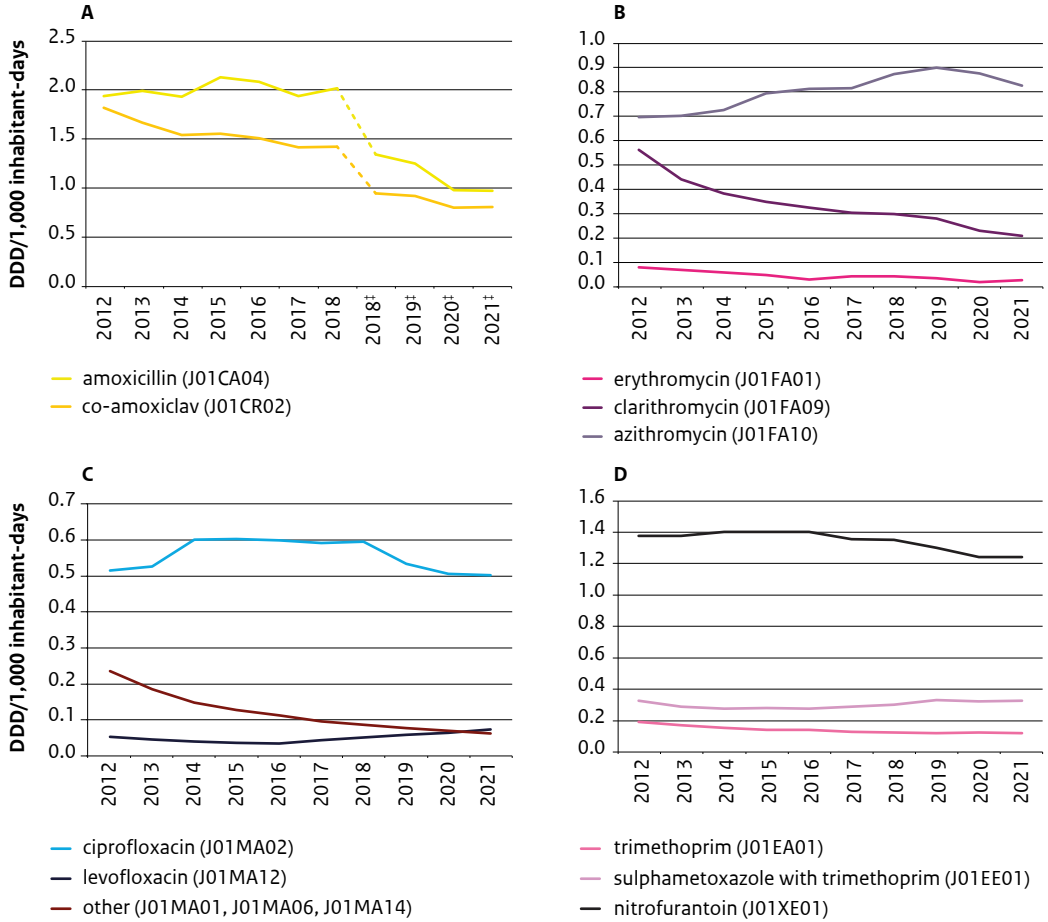 A
DDD/1,000 inhabitant-days
2.5
2.0
1.5
1.0
0.5
0.0
2012 2013 2014 2015 2016 2017 2018 2018‡ 2019‡ 2020‡ 2021‡
amoxicillin (J01CA04)
co-amoxiclav (J01CR02)
B
1.0
0.9
0.8
0.7
0.6
0.5
0.4
0.3
0.2
0.1
0.0
2012 2013 2014 2015 2016 2017 2018 2019 2020 2021
erythromycin (J01FA01)
clarithromycin (J01FA09)
azithromycin (J01FA10)
C
DDD/1,000 inhabitant-days
0.7
0.6
0.5
0.4
0.3
0.2
0.1
0.0
2012 2013 2014 2015 2016 2017 2018 2019 2020 2021
ciprofloxacin (J01MA02)
levofloxacin (J01MA12)
other (J01MA01, J01MA06, J01MA14)
D
1.6
1.4
1.2
1.0
0.8
0.6
0.4
0.2
0.0
2012 2013 2014 2015 2016 2017 2018 2019 2020 2021
trimethoprim (J01EA01)
sulphametoxazole with trimethoprim (J01EE01)
nitrofurantoin (J01XE01)